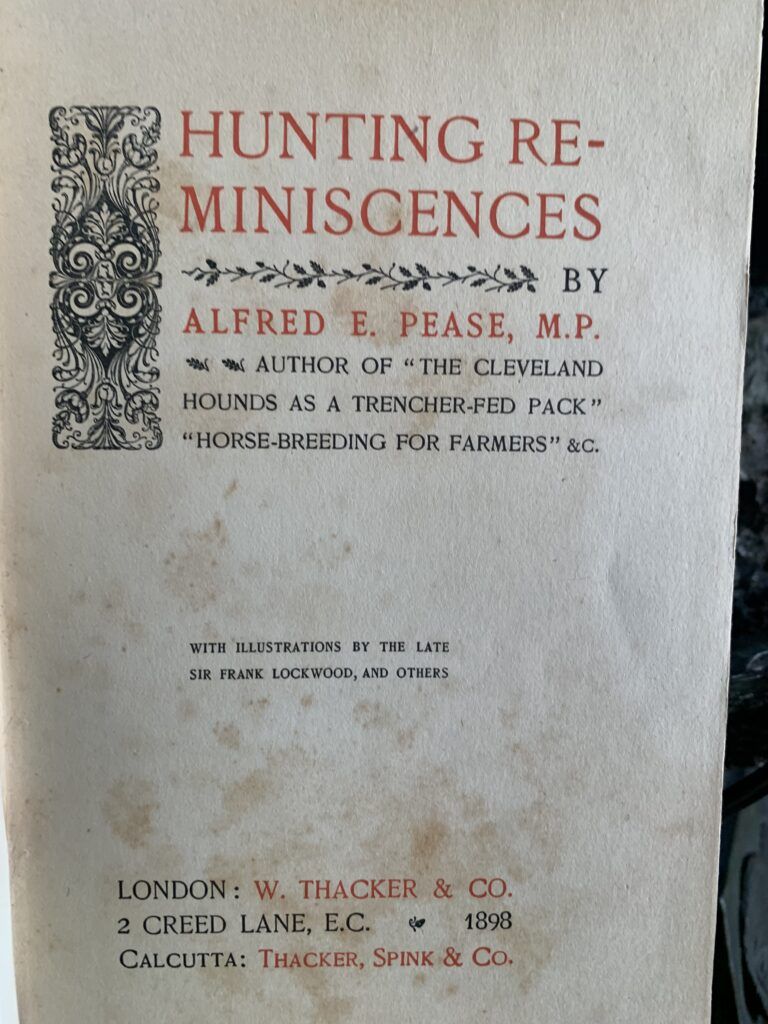 HUNTING RE-
MINISCENCES
BY
ALFRED E. PEASE, M.P.
AUTHOR OF "THE CLEVELAND
HOUNDS AS A TRENCHER-FED PACK"
"HORSE-BREEDING FOR FARMERS" &C.
WITH ILLUSTRATIONS BY THE LATE
SIR FRANK LOCKWOOD, AND OTHERS
LONDON: W. THACKER & CO.
2 CREED LANE, E.C. 1898
CALCUTTA: THACKER, SPINK & CO.